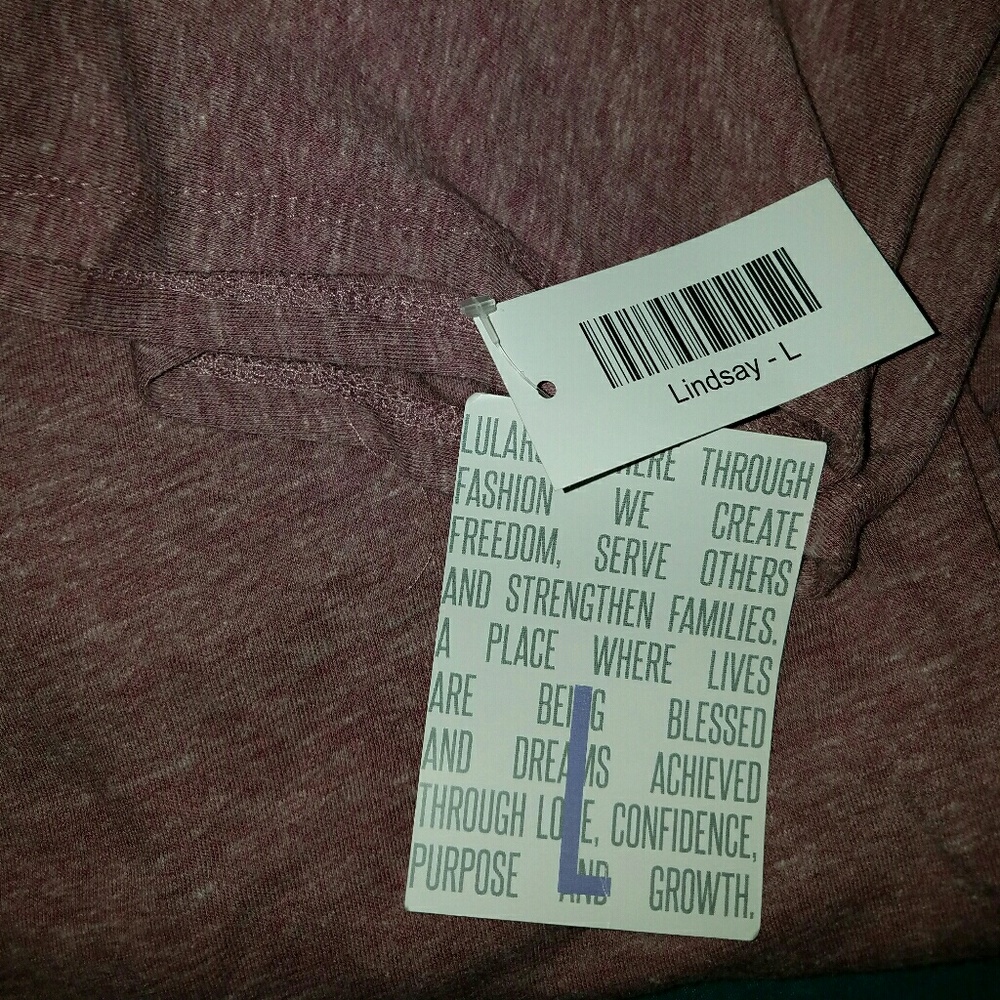 Lindsay - L
THROUGH
FASHION WE CREATE
FREEDOM, SERVE OTHERS
AND STRENGTHEN FAMILIES.
A PLACE WHERE LIVES
ARE BEING BLESSED
AND DREAMS ACHIEVED
THROUGH LOVE, CONFIDENCE,
PURPOSE AND GROWTH.
L